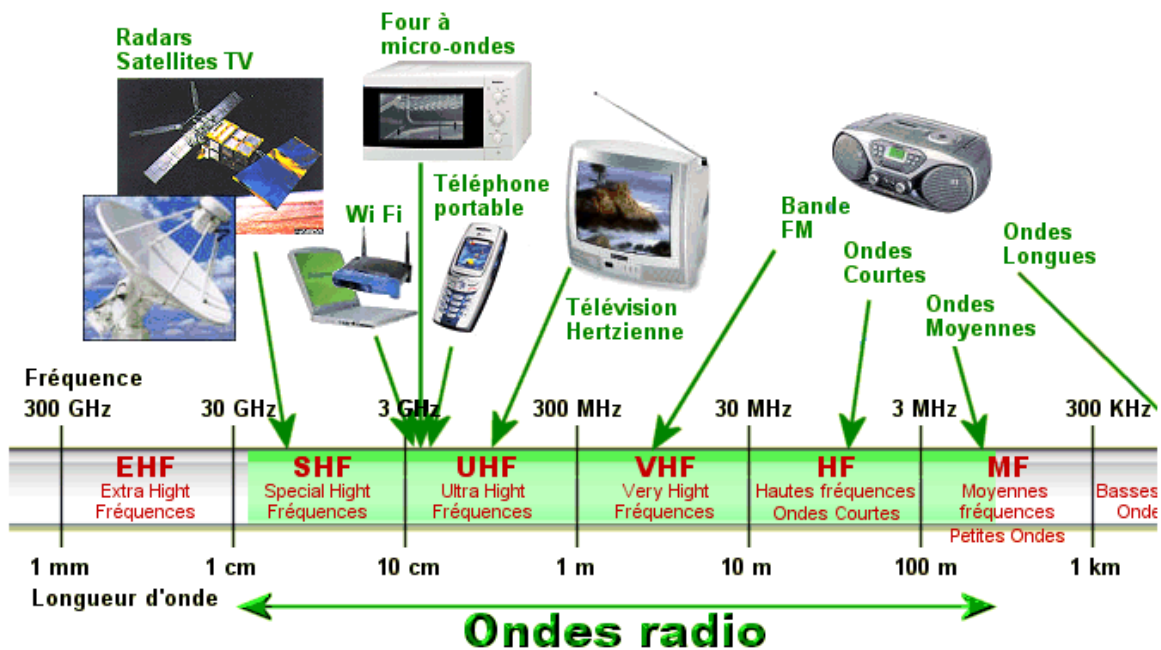 Radars
Satellites TV
Four à
micro-ondes
Wi Fi
Téléphone
portable
Télévision
Hertzienne
Bande
FM
Ondes
Courtes
Ondes
Moyennes
Ondes
Longues
Fréquence
300 GHz 30 GHz 3 GHz 300 MHz 30 MHz 3 MHz 300 KHz
EHF SHF UHF VHF HF MF
Extra Hight Special Hight Ultra Hight Very Hight Hautes fréquences Moyennes Basses
Fréquences Fréquences Fréquences Fréquences Ondes Courtes fréquences Onde
Petites Ondes
1 mm 1 cm 10 cm 1 m 10 m 100 m 1 km
Longueur d'onde
Ondes radio